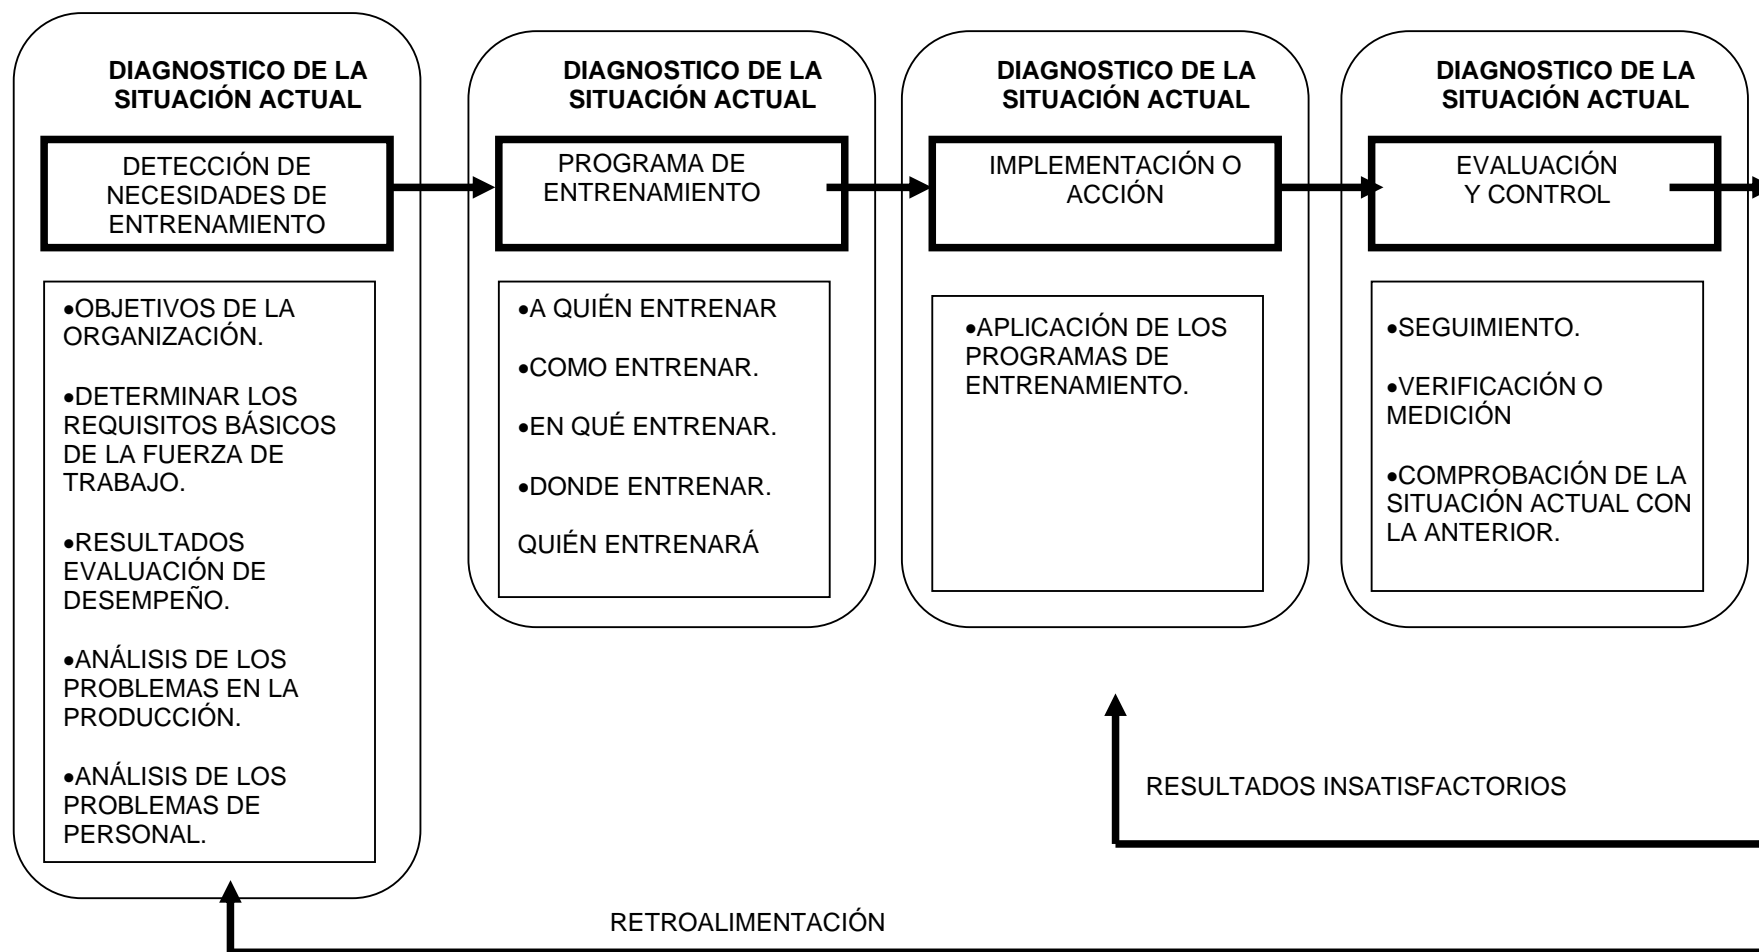 DIAGNOSTICO DE LA
SITUACIÓN ACTUAL
DETECCIÓN DE
NECESIDADES DE
ENTRENAMIENTO
•OBJETIVOS DE LA
ORGANIZACIÓN.
•DETERMINAR LOS
REQUISITOS BÁSICOS
DE LA FUERZA DE
TRABAJO.
•RESULTADOS
EVALUACIÓN DE
DESEMPEÑO.
•ANÁLISIS DE LOS
PROBLEMAS EN LA
PRODUCCIÓN.
•ANÁLISIS DE LOS
PROBLEMAS DE
PERSONAL.
DIAGNOSTICO DE LA
SITUACIÓN ACTUAL
PROGRAMA DE
ENTRENAMIENTO
•A QUIÉN ENTRENAR
•COMO ENTRENAR.
•EN QUÉ ENTRENAR.
•DONDE ENTRENAR.
QUIÉN ENTRENARÁ
DIAGNOSTICO DE LA
SITUACIÓN ACTUAL
IMPLEMENTACIÓN O
ACCIÓN
•APLICACIÓN DE LOS
PROGRAMAS DE
ENTRENAMIENTO.
DIAGNOSTICO DE LA
SITUACIÓN ACTUAL
EVALUACIÓN
Y CONTROL
•SEGUIMIENTO.
•VERIFICACIÓN O
MEDICIÓN
•COMPROBACIÓN DE LA
SITUACIÓN ACTUAL CON
LA ANTERIOR.
RESULTADOS INSATISFACTORIOS
RETROALIMENTACIÓN